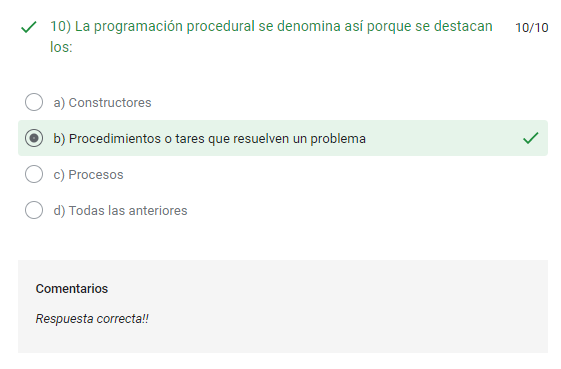 10) La programación procedural se denomina así porque se destacan 10/10
los:
a) Constructores
b) Procedimientos o tares que resuelven un problema
c) Procesos
d) Todas las anteriores
Comentarios
Respuesta correcta!!